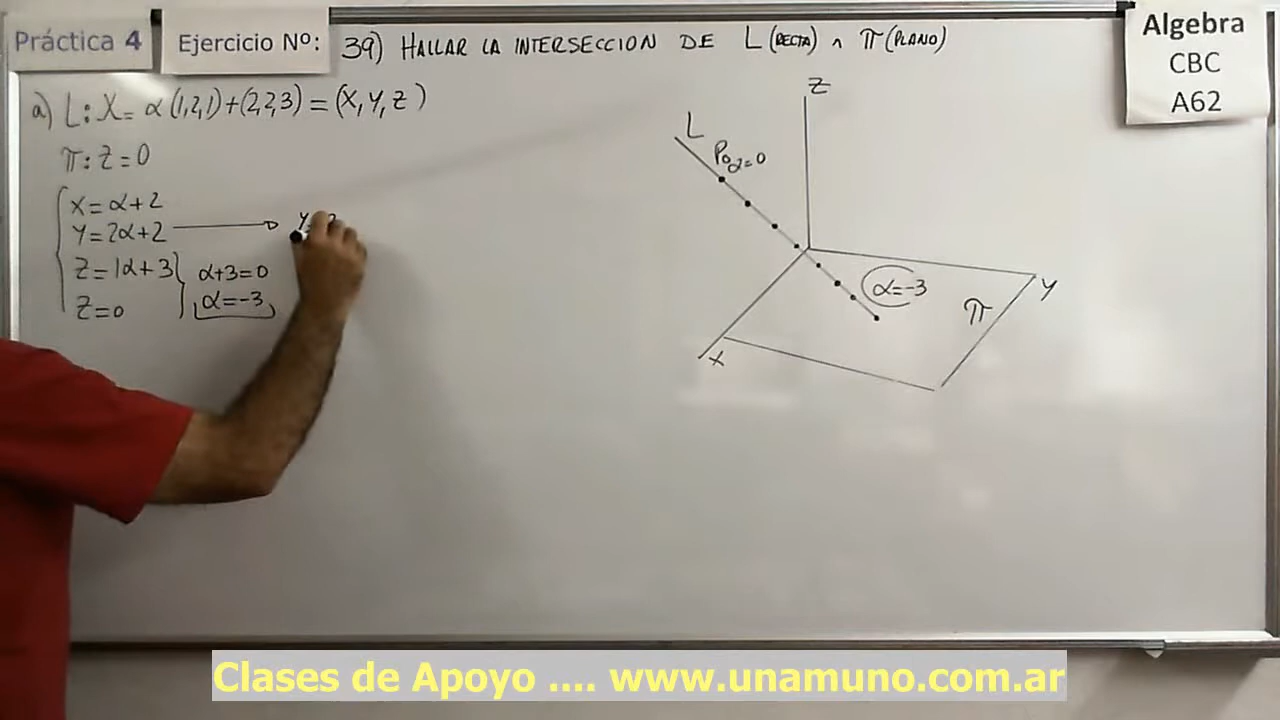 Práctica 4
Ejercicio Nº:
39) HALLAR LA INTERSECCION DE L (RECTA) ∩ π (PLANO)
Algebra
CBC
A62
a) L: X= α(1,2,1)+(2,2,3)=(X,Y,Z)
π: Z=0
X=α+2
Y=2α+2
Z=1α+3
Z=0
α+3=0
α=-3
Z
L
Po α=0
α=-3
Y
π
X
Clases de Apoyo .... www.unamuno.com.ar